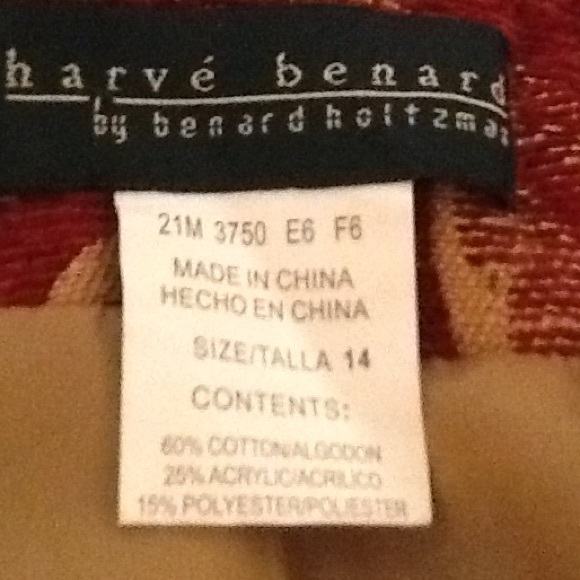 harvé benard
by benard holtzman
21M 3750 E6 F6
MADE IN CHINA
HECHO EN CHINA
SIZE/TALLA 14
CONTENTS:
60% COTTON/ALGODON
25% ACRYLIC/ACRILICO
15% POLYESTER/POLIESTER